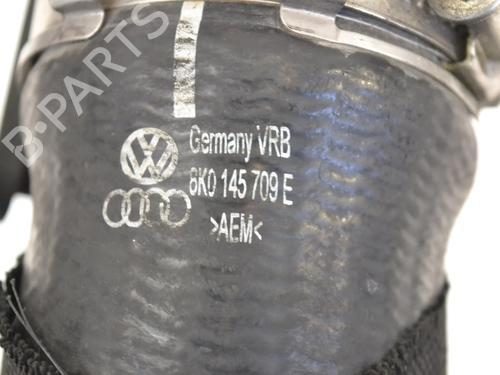 B-PARTS
Germany VRB
8K0 145 709 E
>AEM<